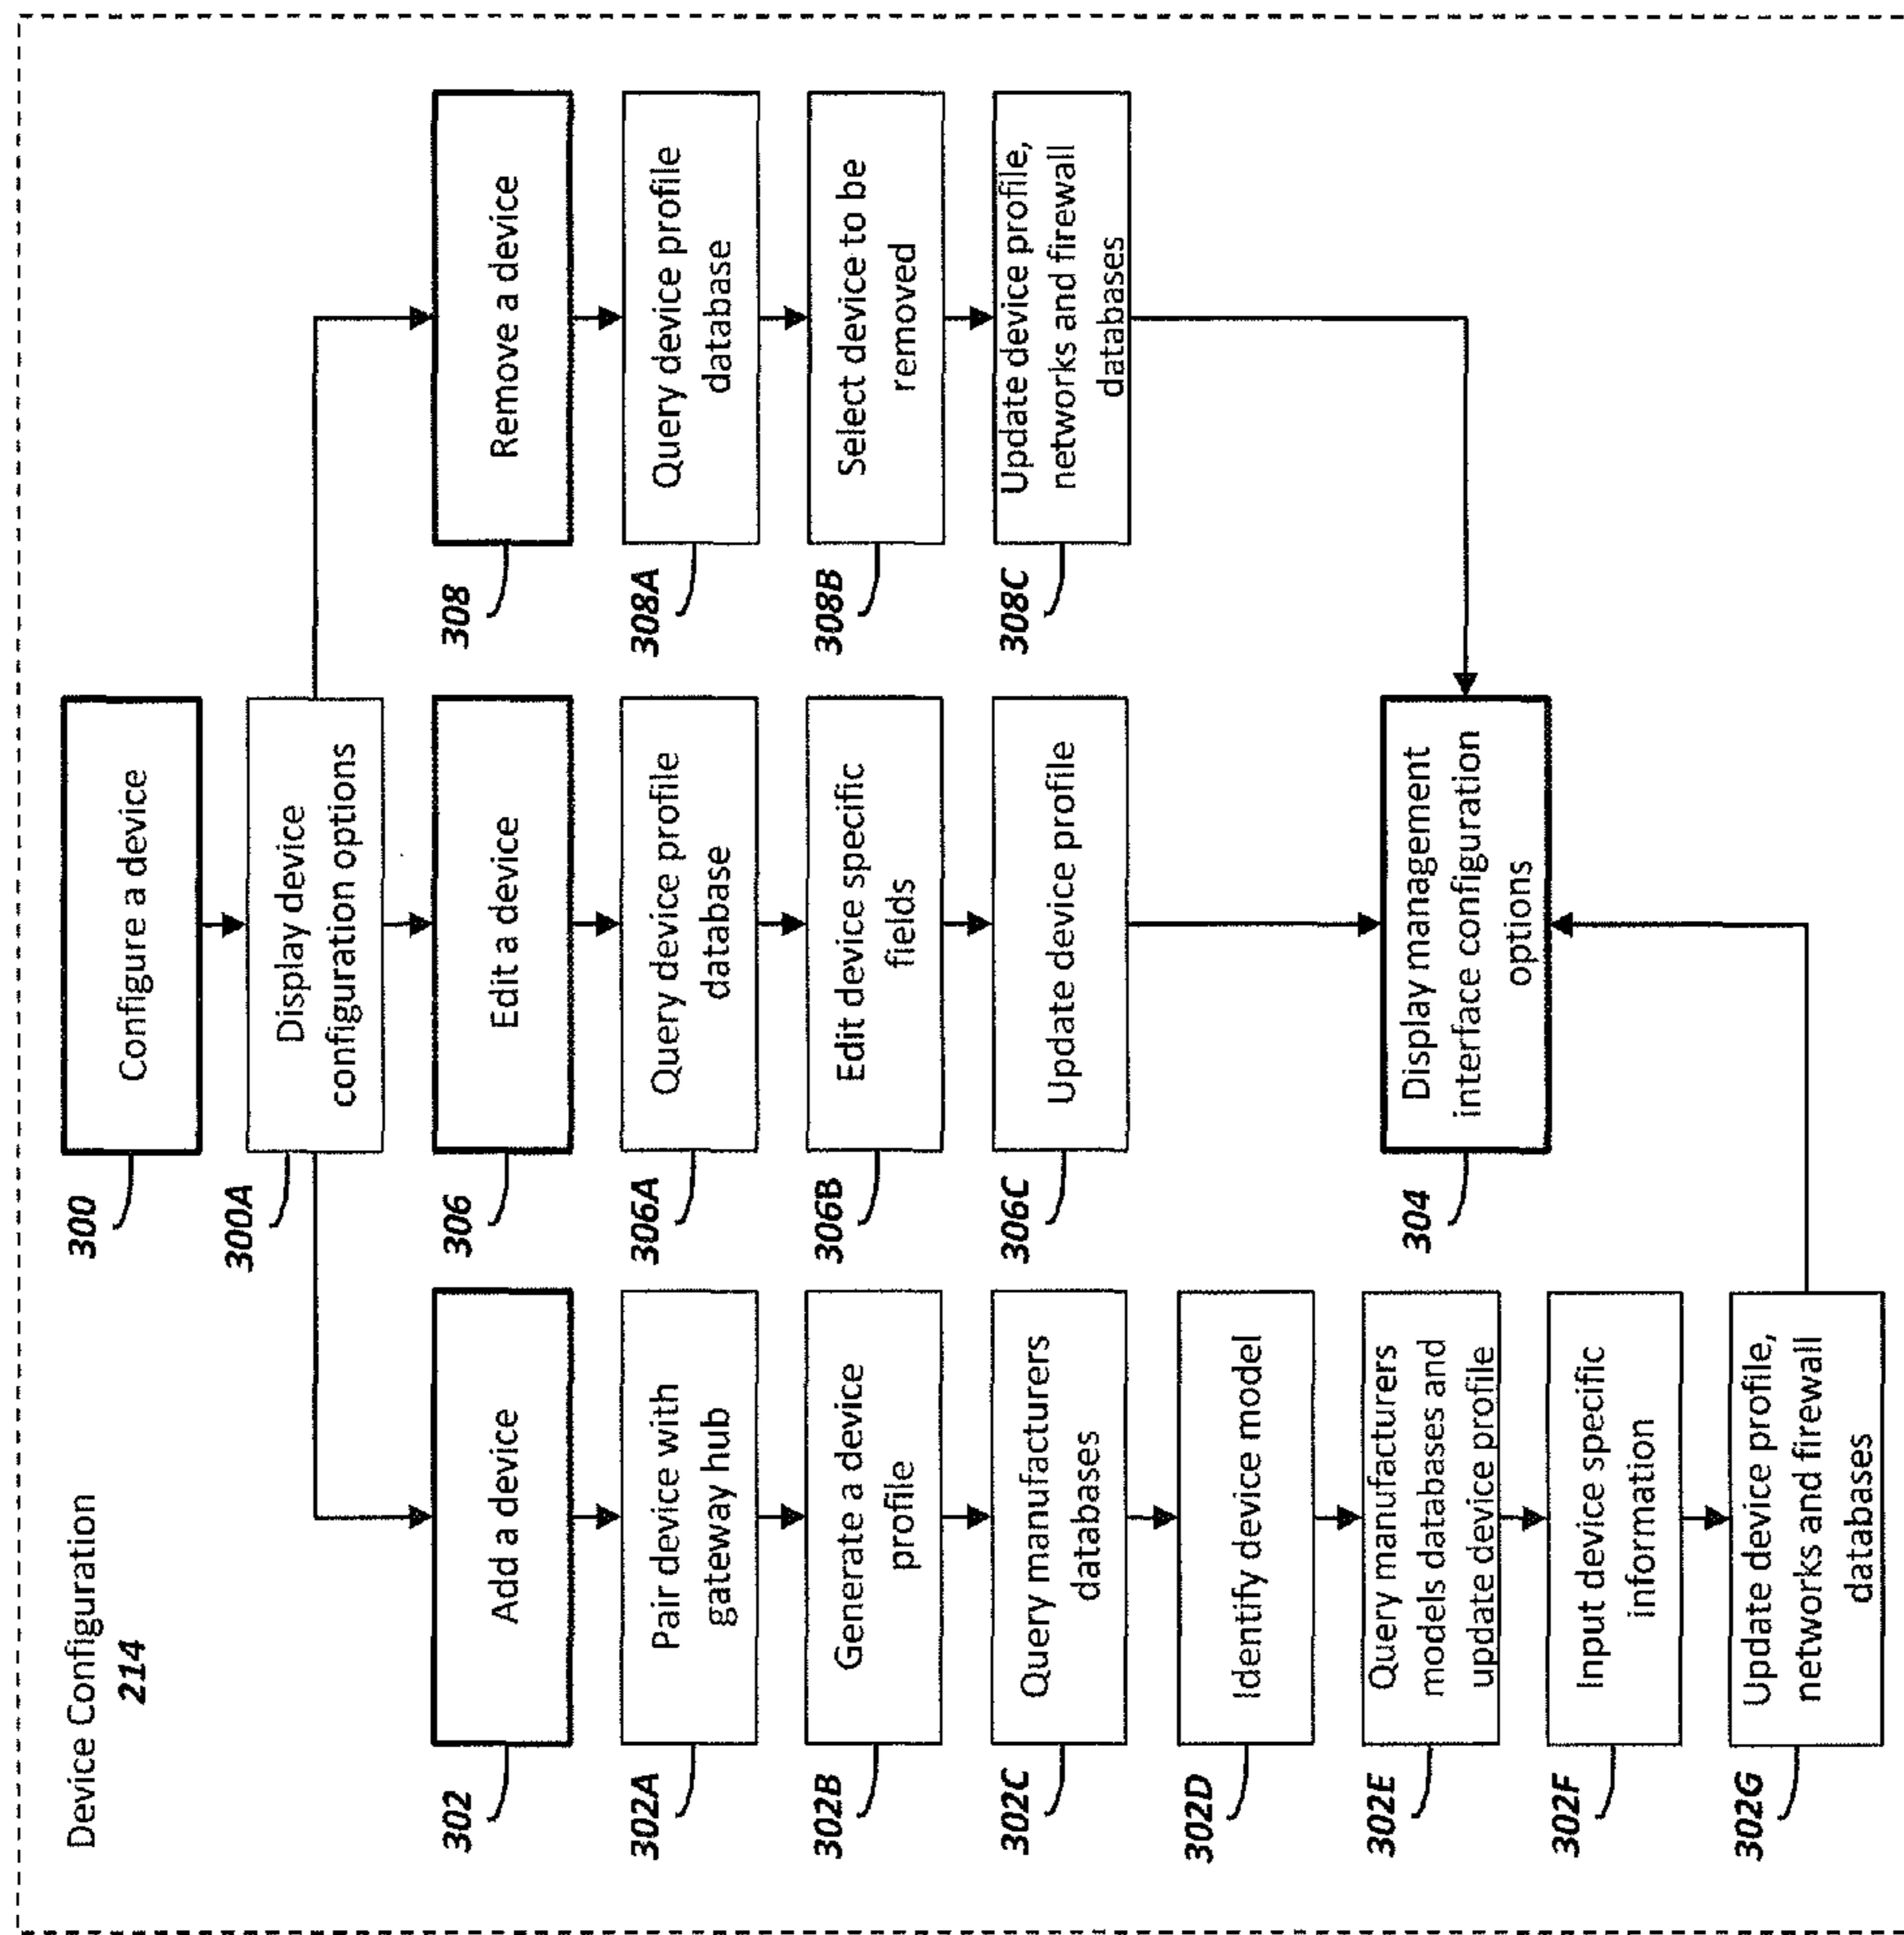 Device Configuration
214
300
Configure a device
300A
Display device
configuration options
302
Add a device
302A
Pair device with
gateway hub
302B
Generate a device
profile
302C
Query manufacturers
databases
302D
Identify device model
302E
Query manufacturers
models databases and
update device profile
302F
Input device specific
information
302G
Update device profile,
networks and firewall
databases
306
Edit a device
306A
Query device profile
database
306B
Edit device specific
fields
306C
Update device profile
304
Display management
interface configuration
options
308
Remove a device
308A
Query device profile
database
308B
Select device to be
removed
308C
Update device profile,
networks and firewall
databases